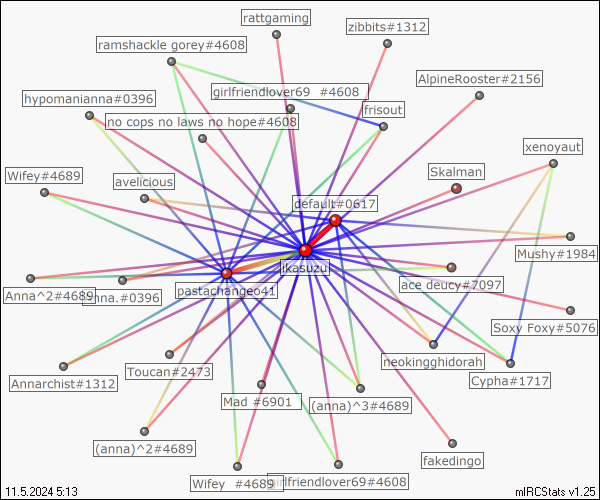 rattgaming
zibbits#1312
ramshackle gorey#4608
AlpineRooster#2156
girlfriendlover69 #4608
hypomanianna#0396
frisout
no cops no laws no hope#4608
xenoyaut
Skalman
Wifey#4689
avelicious
default#0617
Mushy#1984
ikasuzu
ace deucy#7097
pastachange041
Anna^2#4689
Anna.#0396
Soxy Foxy#5076
neokingghidorah
Toucan#2473
Annarchist#1312
Cypha#1717
Mad #6901
(anna)^3#4689
(anna)^2#4689
fakedingo
Wifey #4689
girlfriendlover69#4608
11.5.2024 5:13
mIRCStats v1.25